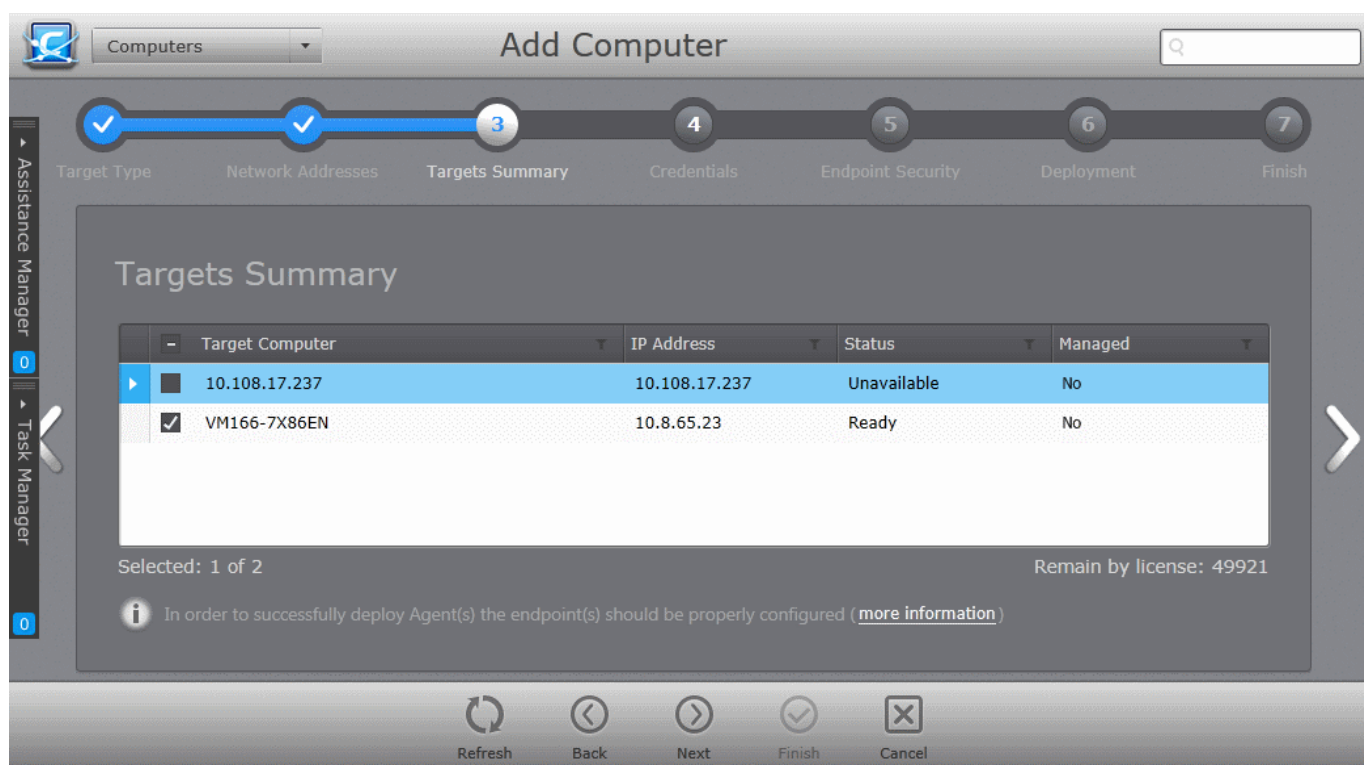 Computers
Add Computer
3
4
5
6
7
Target Type
Network Addresses
Targets Summary
Credentials
Endpoint Security
Deployment
Finish
Assistance Manager
0
Task Manager
0
Targets Summary
Target Computer IP Address Status Managed
10.108.17.237 10.108.17.237 Unavailable No
VM166-7X86EN 10.8.65.23 Ready No
Selected: 1 of 2 Remain by license: 49921
In order to successfully deploy Agent(s) the endpoint(s) should be properly configured (more information)
Refresh Back Next Finish Cancel